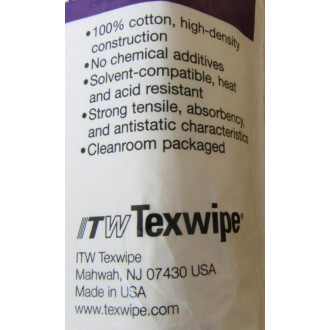 •100% cotton, high-density
construction
•No chemical additives
•Solvent-compatible, heat
and acid resistant
•Strong tensile, absorbency,
and antistatic characteristics
•Cleanroom packaged
ITW Texwipe®
ITW Texwipe
Mahwah, NJ 07430 USA
Made in USA
www.texwipe.com